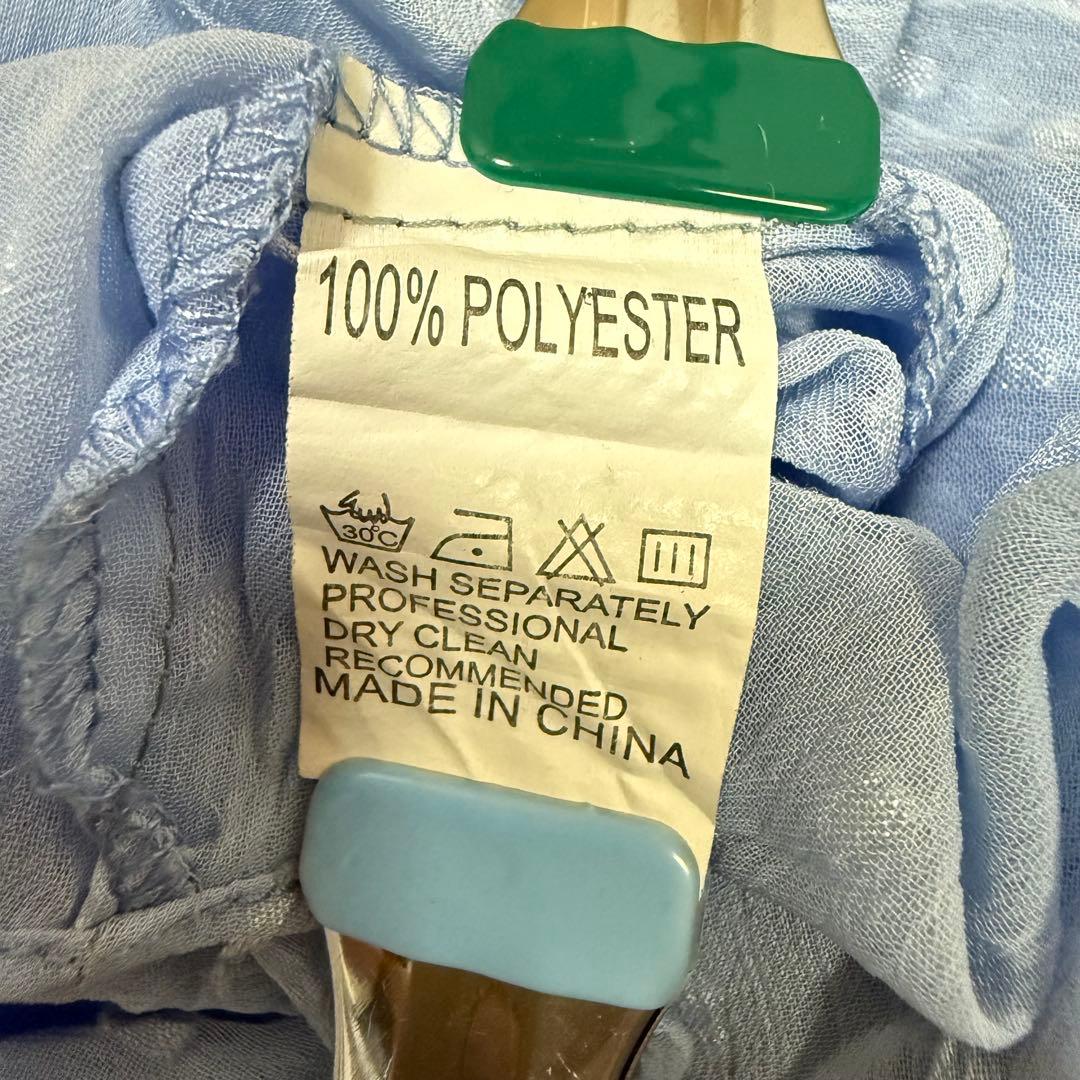 100% POLYESTER
30°C
WASH SEPARATELY
PROFESSIONAL
DRY CLEAN
RECOMMENDED
MADE IN CHINA